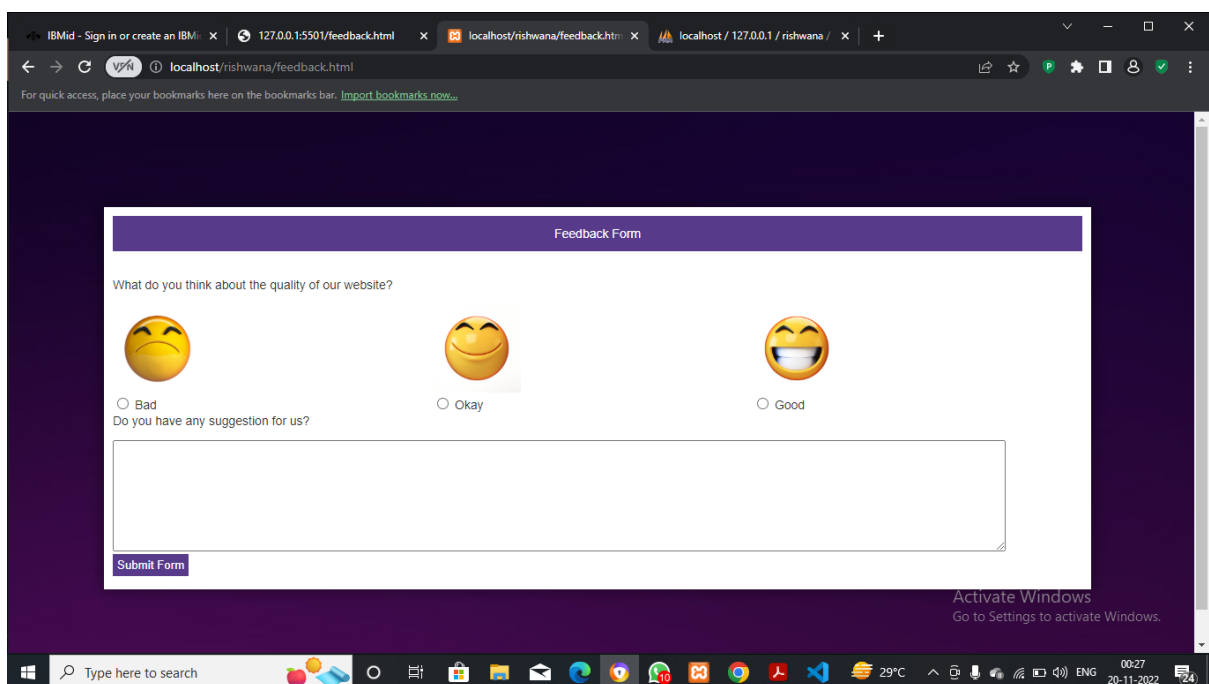 IBMid - Sign in or create an IBMi
127.0.0.1:5501/feedback.html
localhost/rishwana/feedback.htm
localhost / 127.0.0.1 / rishwana /
VPN
localhost/rishwana/feedback.html
For quick access, place your bookmarks here on the bookmarks bar. Import bookmarks now...
Feedback Form
What do you think about the quality of our website?
Bad
Okay
Good
Do you have any suggestion for us?
Submit Form
Activate Windows
Go to Settings to activate Windows.
Type here to search
10
29°C
ENG
00:27
20-11-2022
24